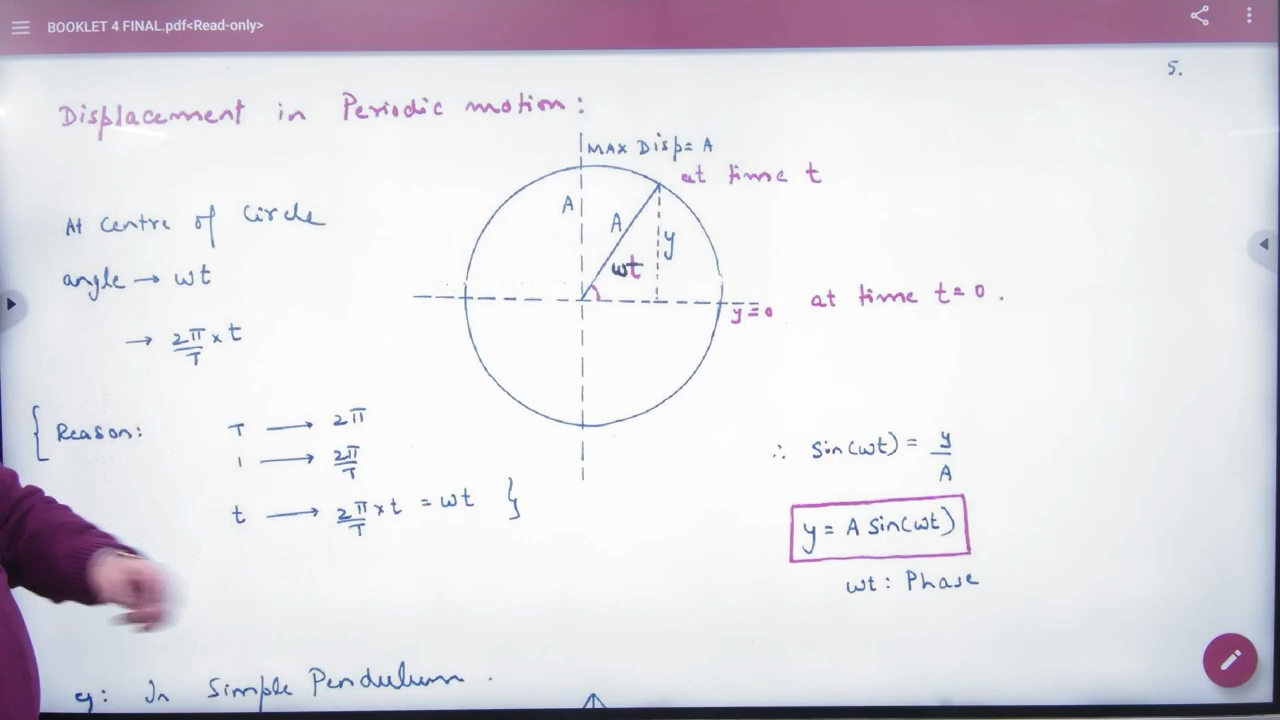 BOOKLET 4 FINAL.pdf<Read-only>
5.
Displacement in Periodic motion:
MAX Disp= A
at time t
A
A
y
ωt
At Centre of Circle
angle → ωt
→ 2π/T × t
y=0
at time t=0.
Reason:
T → 2π
1 → 2π/T
t → 2π/T × t = ωt
∴ Sin(ωt) = y/A
y = A Sin(ωt)
ωt: Phase
eg: In Simple Pendulum.